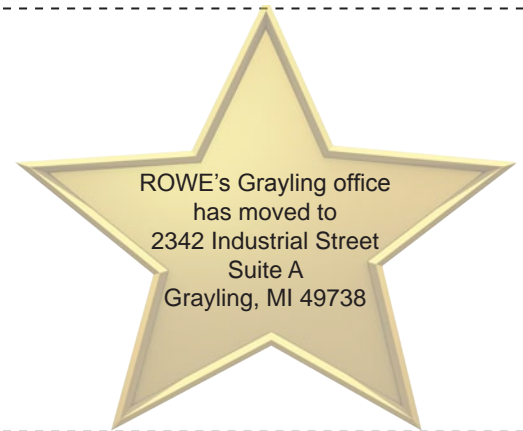 ROWE’s Grayling office
has moved to
2342 Industrial Street
Suite A
Grayling, MI 49738